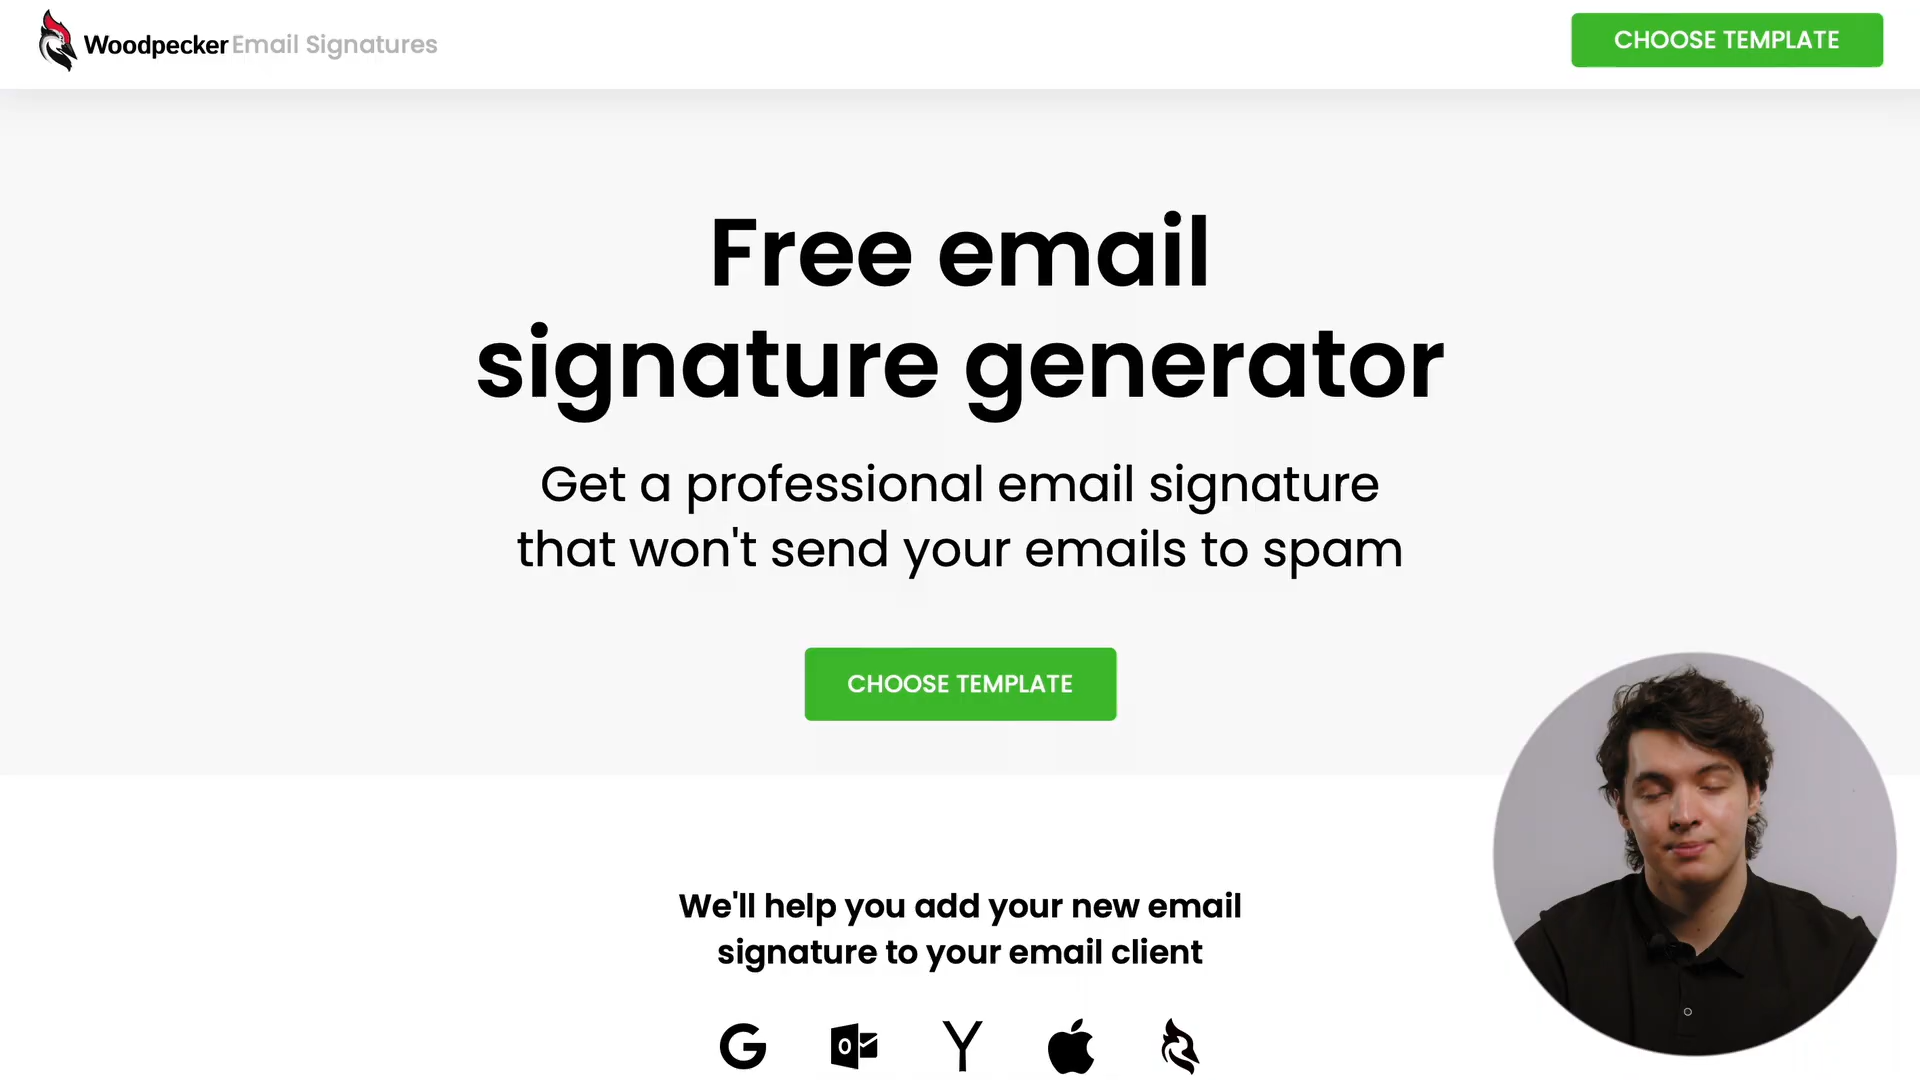 Woodpecker Email Signatures
CHOOSE TEMPLATE
Free email
signature generator
Get a professional email signature
that won't send your emails to spam
CHOOSE TEMPLATE
We'll help you add your new email
signature to your email client